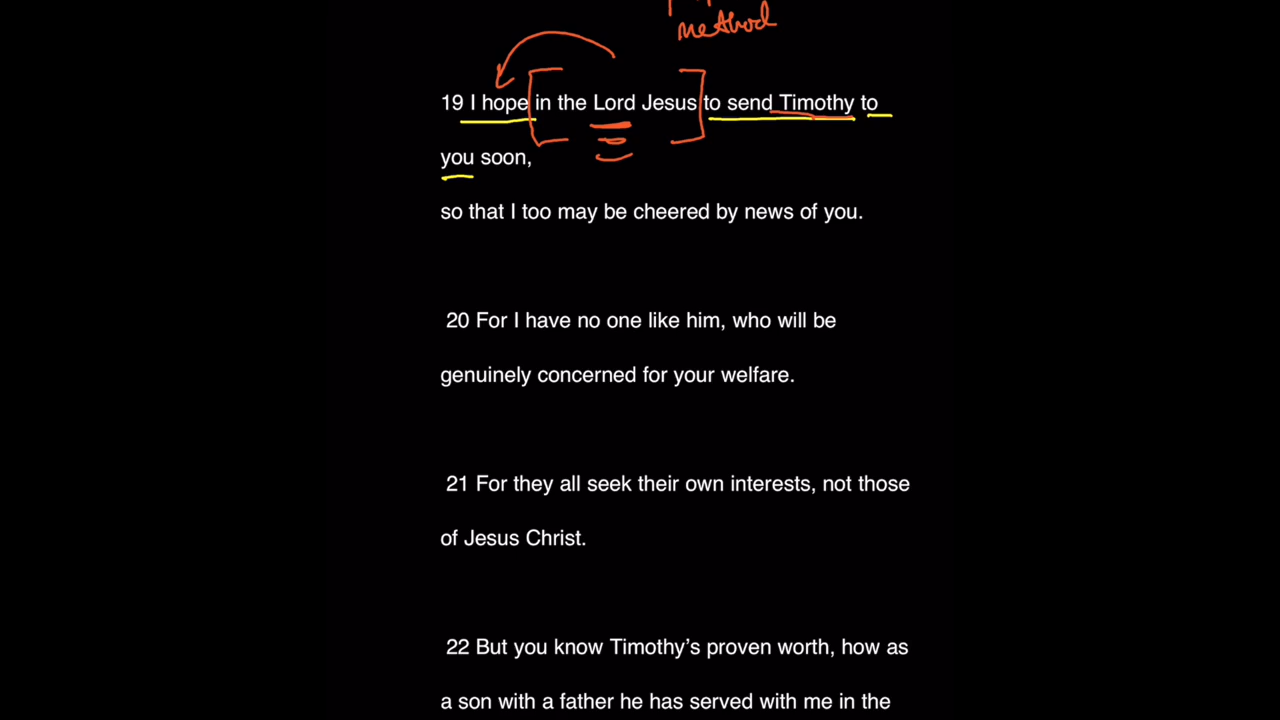 method
19 I hope in the Lord Jesus to send Timothy to
you soon,
so that I too may be cheered by news of you.
20 For I have no one like him, who will be
genuinely concerned for your welfare.
21 For they all seek their own interests, not those
of Jesus Christ.
22 But you know Timothy’s proven worth, how as
a son with a father he has served with me in the